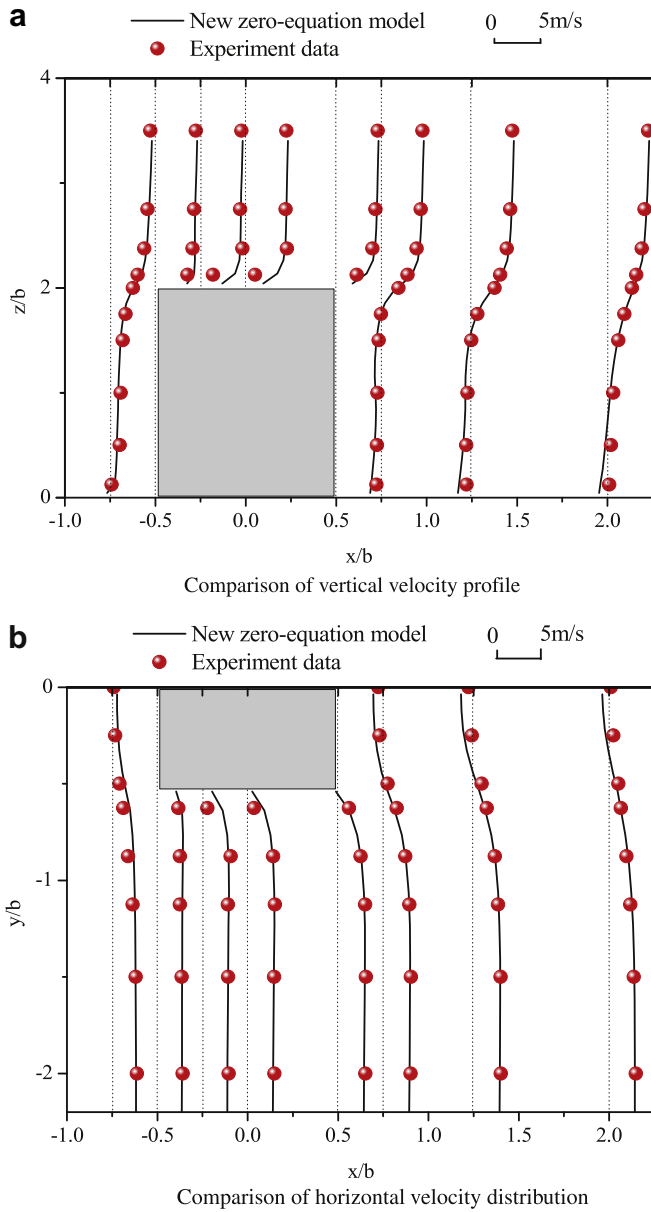 a
New zero-equation model
0 5m/s
Experiment data
4
2
0
z/b
-1.0 -0.5 0.0 0.5 1.0 1.5 2.0
x/b
Comparison of vertical velocity profile
b
New zero-equation model
0 5m/s
Experiment data
0
-1
-2
y/b
-1.0 -0.5 0.0 0.5 1.0 1.5 2.0
x/b
Comparison of horizontal velocity distribution